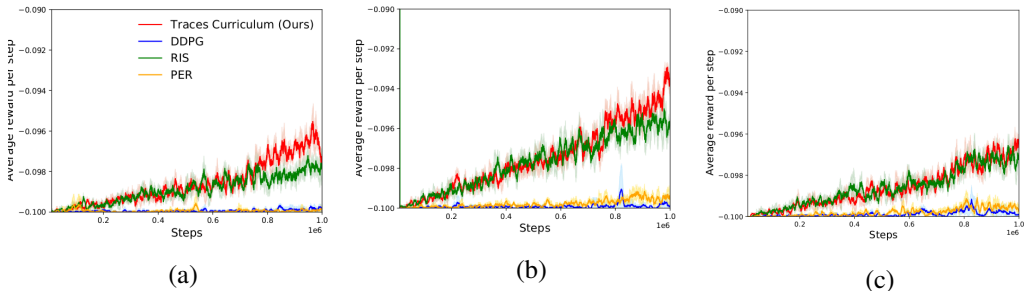 −0.090
−0.092
−0.094
−0.096
−0.098
−0.100
Average reward per step
Traces Curriculum (Ours)
DDPG
RIS
PER
0.2
0.4
0.6
0.8
1.0
1e6
Steps
(a)
−0.090
−0.092
−0.094
−0.096
−0.098
−0.100
Average reward per step
0.2
0.4
0.6
0.8
1.0
1e6
Steps
(b)
−0.090
−0.092
−0.094
−0.096
−0.098
−0.100
Average reward per step
0.2
0.4
0.6
0.8
1.0
1e6
Steps
(c)